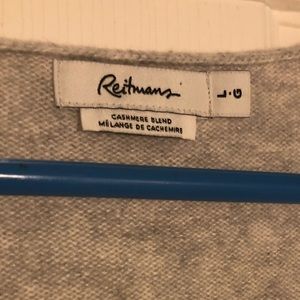 Reitmans
L·G
CASHMERE BLEND
MÉLANGE DE CACHEMIRE